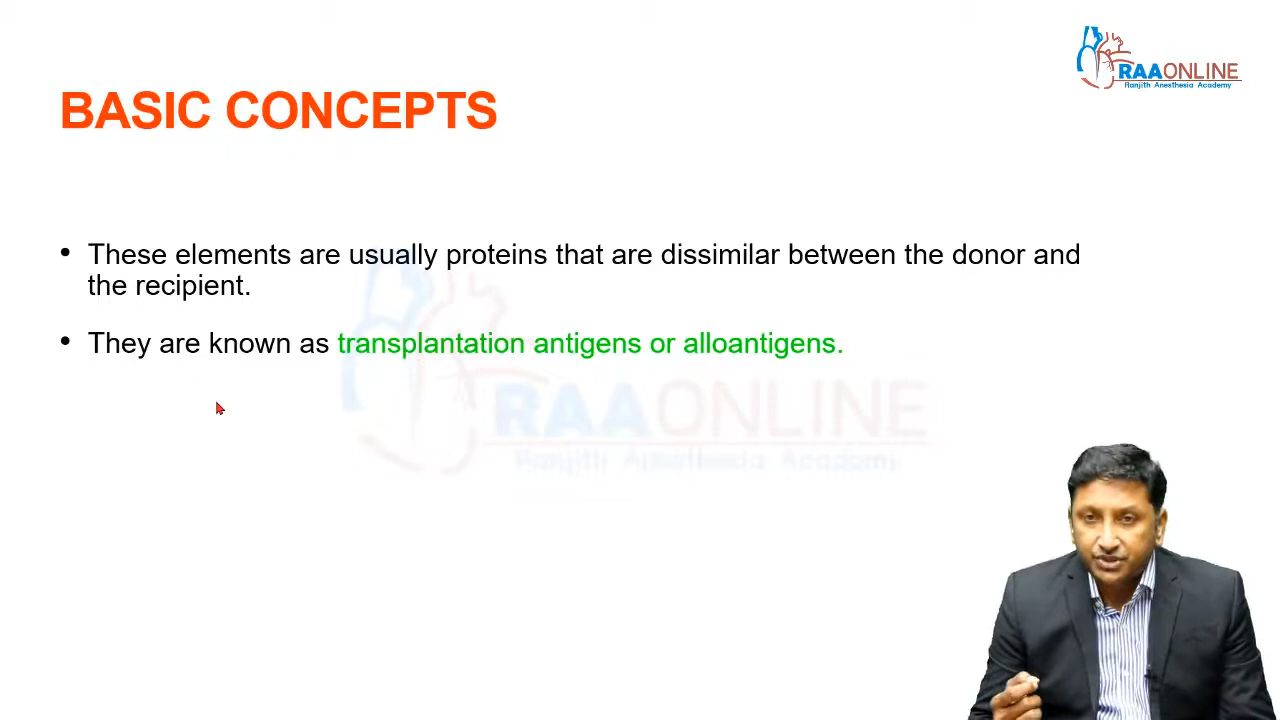 RAAONLINE
Ranjith Anesthesia Academy
BASIC CONCEPTS
• These elements are usually proteins that are dissimilar between the donor and
the recipient.
• They are known as transplantation antigens or alloantigens.
RAAONLINE
Ranjith Anesthesia Academy